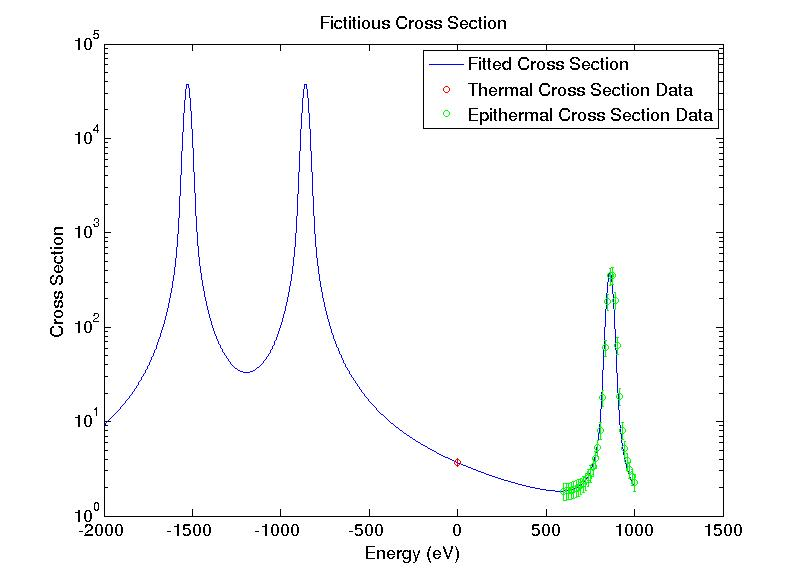 Fictitious Cross Section
Fitted Cross Section
Thermal Cross Section Data
Epithermal Cross Section Data
10^5
10^4
10^3
10^2
10^1
10^0
Cross Section
-2000 -1500 -1000 -500 0 500 1000 1500
Energy (eV)